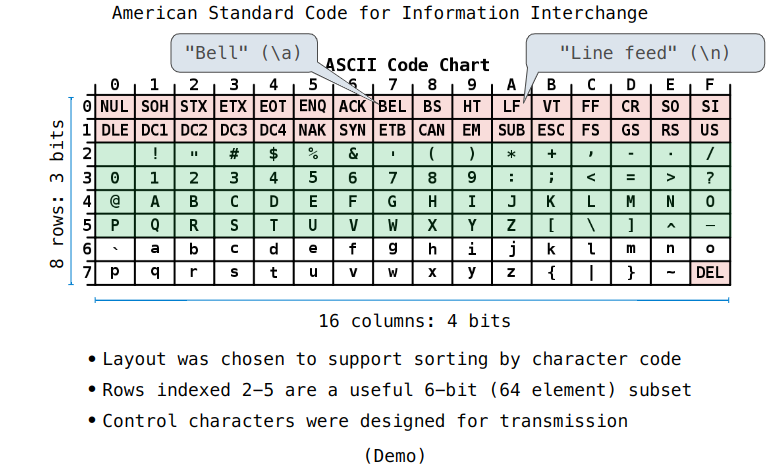 American Standard Code for Information Interchange
"Bell" (\a)
"Line feed" (\n)
ASCII Code Chart
0 1 2 3 4 5 6 7 8 9 A B C D E F
0 NUL SOH STX ETX EOT ENQ ACK BEL BS HT LF VT FF CR SO SI
1 DLE DC1 DC2 DC3 DC4 NAK SYN ETB CAN EM SUB ESC FS GS RS US
2 ! " # $ % & ' ( ) * + , - . /
3 0 1 2 3 4 5 6 7 8 9 : ; < = > ?
4 @ A B C D E F G H I J K L M N O
5 P Q R S T U V W X Y Z [ \ ] ^ _
6 ` a b c d e f g h i j k l m n o
7 p q r s t u v w x y z { | } ~ DEL
8 rows: 3 bits
16 columns: 4 bits
• Layout was chosen to support sorting by character code
• Rows indexed 2–5 are a useful 6-bit (64 element) subset
• Control characters were designed for transmission
(Demo)